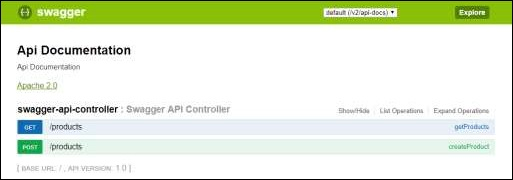 swagger default (/v2/api-docs) Explore
Api Documentation
Api Documentation
Apache 2.0
swagger-api-controller : Swagger API Controller Show/Hide List Operations Expand Operations
GET /products getProducts
POST /products createProduct
[ BASE URL: / , API VERSION: 1.0 ]